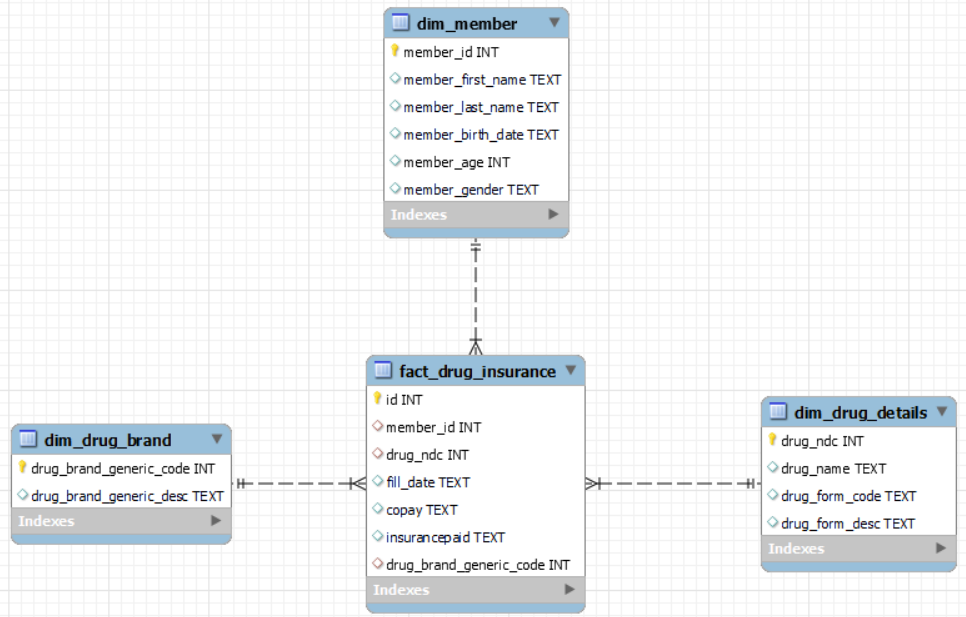 dim_member
member_id INT
member_first_name TEXT
member_last_name TEXT
member_birth_date TEXT
member_age INT
member_gender TEXT
Indexes
fact_drug_insurance
id INT
member_id INT
drug_ndc INT
fill_date TEXT
copay TEXT
insurancepaid TEXT
drug_brand_generic_code INT
Indexes
dim_drug_brand
drug_brand_generic_code INT
drug_brand_generic_desc TEXT
Indexes
dim_drug_details
drug_ndc INT
drug_name TEXT
drug_form_code TEXT
drug_form_desc TEXT
Indexes